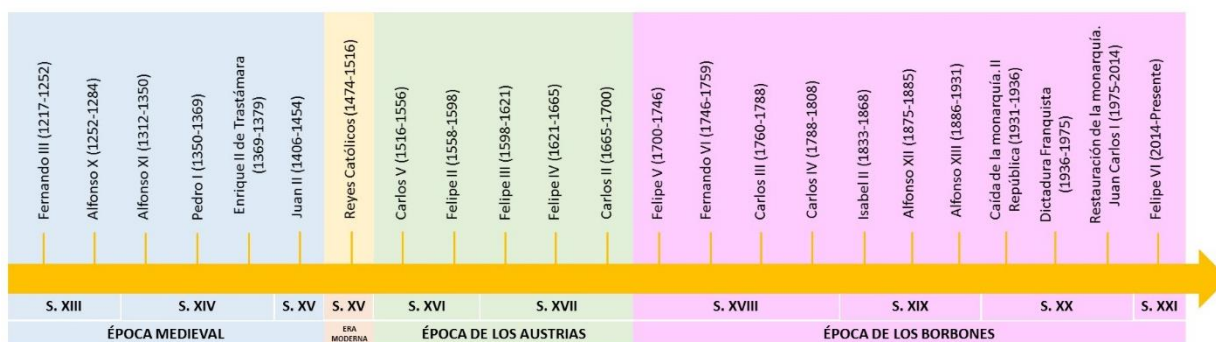 Fernando III (1217-1252)
Alfonso X (1252-1284)
Alfonso XI (1312-1350)
Pedro I (1350-1369)
Enrique II de Trastámara
(1369-1379)
Juan II (1406-1454)
Reyes Católicos (1474-1516)
Carlos V (1516-1556)
Felipe II (1558-1598)
Felipe III (1598-1621)
Felipe IV (1621-1665)
Carlos II (1665-1700)
Felipe V (1700-1746)
Fernando VI (1746-1759)
Carlos III (1760-1788)
Carlos IV (1788-1808)
Isabel II (1833-1868)
Alfonso XII (1875-1885)
Alfonso XIII (1886-1931)
Caída de la monarquía. II
República (1931-1936)
Dictadura Franquista
(1936-1975)
Restauración de la monarquía.
Juan Carlos I (1975-2014)
Felipe VI (2014-Presente)
S. XIII
S. XIV
S. XV
S. XV
S. XVI
S. XVII
S. XVIII
S. XIX
S. XX
S. XXI
ÉPOCA MEDIEVAL
ERA
MODERNA
ÉPOCA DE LOS AUSTRIAS
ÉPOCA DE LOS BORBONES